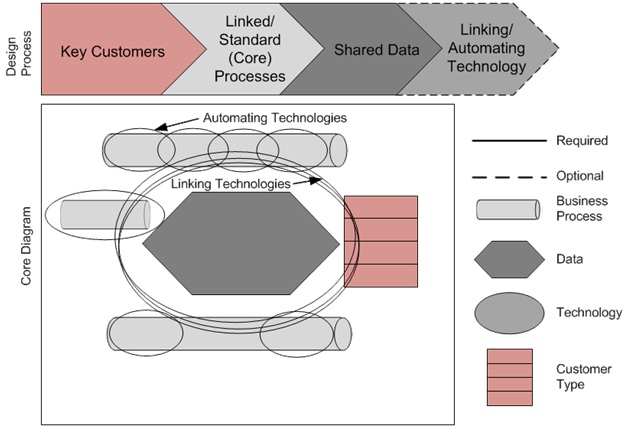 Design
Process
Key Customers
Linked/
Standard
(Core)
Processes
Shared Data
Linking/
Automating
Technology
Core Diagram
Automating Technologies
Linking Technologies
Required
Optional
Business
Process
Data
Technology
Customer
Type